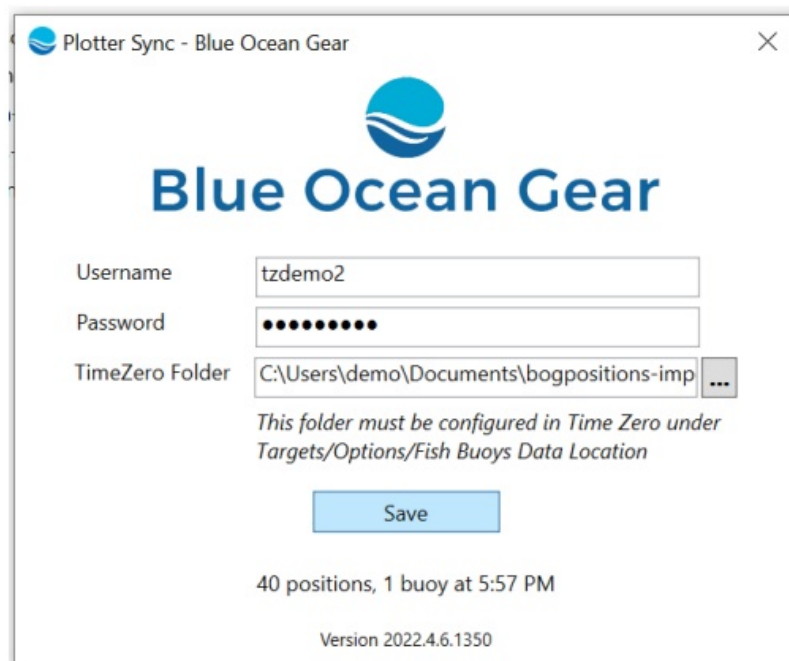 Plotter Sync - Blue Ocean Gear
Blue Ocean Gear
Username
tzdemo2
Password
●●●●●●●●●
TimeZero Folder
C:\Users\demo\Documents\bogpositions-imp
...
This folder must be configured in Time Zero under
Targets/Options/Fish Buoys Data Location
Save
40 positions, 1 buoy at 5:57 PM
Version 2022.4.6.1350